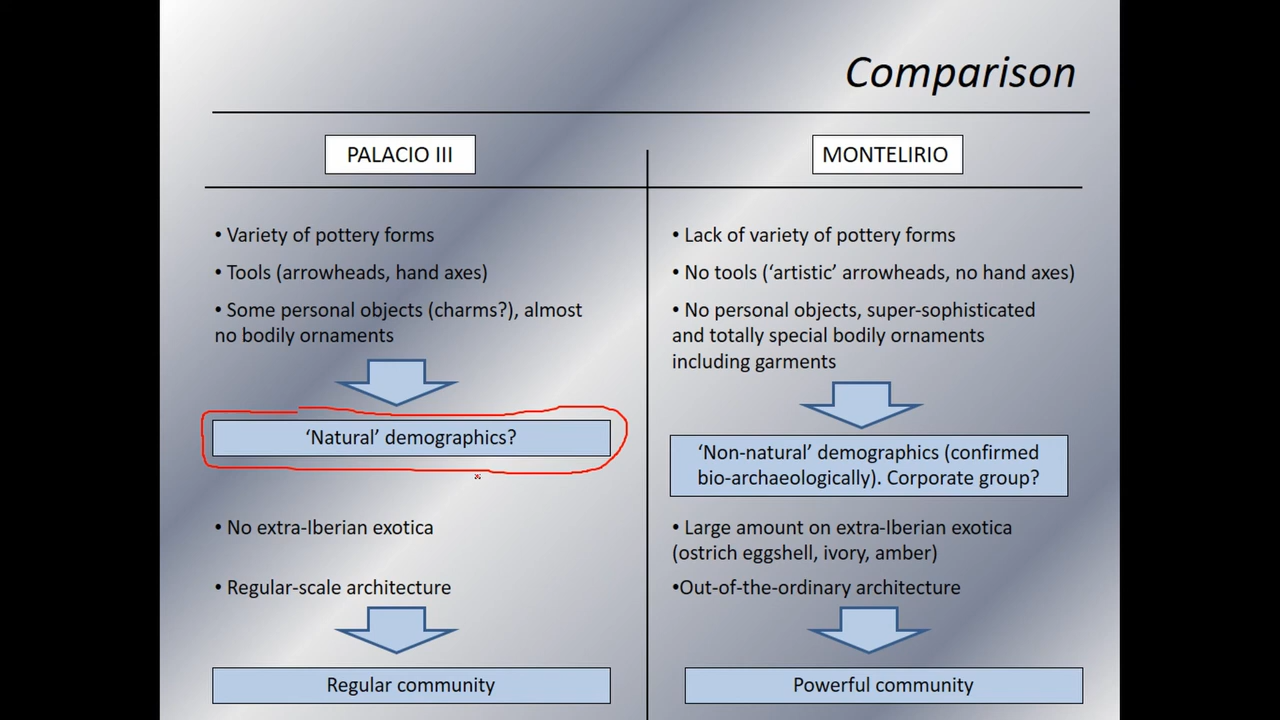 Comparison
PALACIO III
• Variety of pottery forms
• Tools (arrowheads, hand axes)
• Some personal objects (charms?), almost
no bodily ornaments
‘Natural’ demographics?
• No extra-Iberian exotica
• Regular-scale architecture
Regular community
MONTELIRIO
• Lack of variety of pottery forms
• No tools (‘artistic’ arrowheads, no hand axes)
• No personal objects, super-sophisticated
and totally special bodily ornaments
including garments
‘Non-natural’ demographics (confirmed
bio-archaeologically). Corporate group?
• Large amount on extra-Iberian exotica
(ostrich eggshell, ivory, amber)
•Out-of-the-ordinary architecture
Powerful community